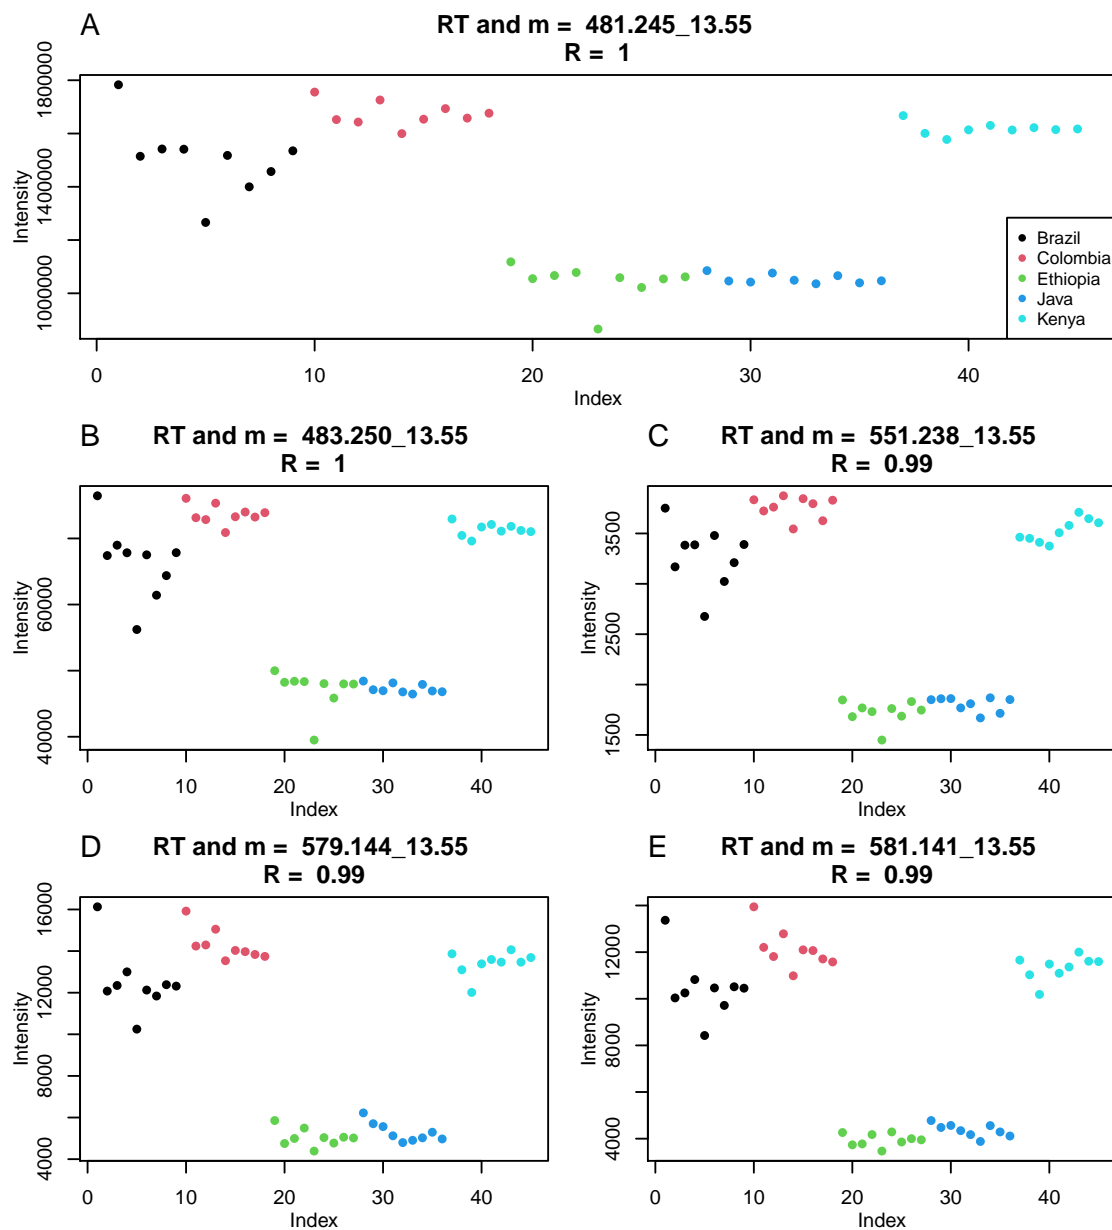 A
RT and m = 481.245_13.55
R = 1
Intensity
1000000 1400000 1800000
Brazil
Colombia
Ethiopia
Java
Kenya
0 10 20 30 40
Index
B
RT and m = 483.250_13.55
R = 1
Intensity
40000 60000
0 10 20 30 40
Index
C
RT and m = 551.238_13.55
R = 0.99
Intensity
1500 2500 3500
0 10 20 30 40
Index
D
RT and m = 579.144_13.55
R = 0.99
Intensity
4000 8000 12000 16000
0 10 20 30 40
Index
E
RT and m = 581.141_13.55
R = 0.99
Intensity
4000 8000 12000
0 10 20 30 40
Index